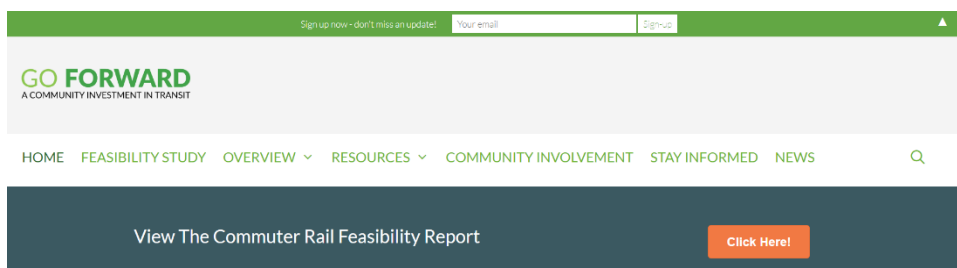 Sign up now - don't miss an update! Your email Sign-up
GO FORWARD
A COMMUNITY INVESTMENT IN TRANSIT
HOME FEASIBILITY STUDY OVERVIEW RESOURCES COMMUNITY INVOLVEMENT STAY INFORMED NEWS
View The Commuter Rail Feasibility Report Click Here!